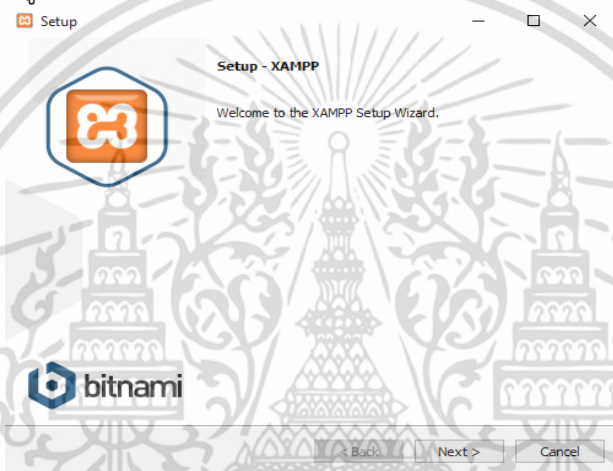 Setup
Setup - XAMPP
Welcome to the XAMPP Setup Wizard.
bitnami
< Back
Next >
Cancel